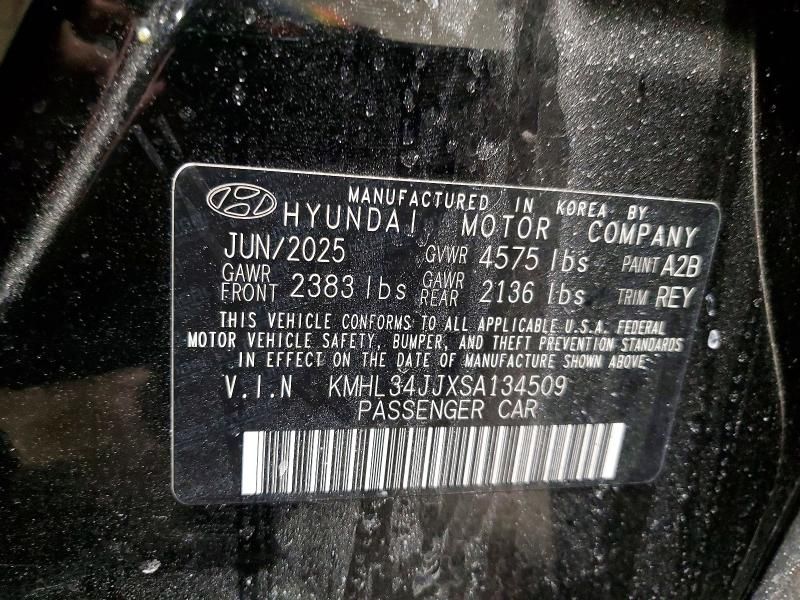 MANUFACTURED IN KOREA BY
HYUNDAI MOTOR COMPANY
JUN/2025 GVWR 4575 lbs PAINT A2B
GAWR FRONT 2383 lbs GAWR REAR 2136 lbs TRIM REY
THIS VEHICLE CONFORMS TO ALL APPLICABLE U.S.A. FEDERAL
MOTOR VEHICLE SAFETY, BUMPER, AND THEFT PREVENTION STANDARDS
IN EFFECT ON THE DATE OF MANUFACTURE SHOWN ABOVE
V.I.N KMHL34JJXSA134509
PASSENGER CAR